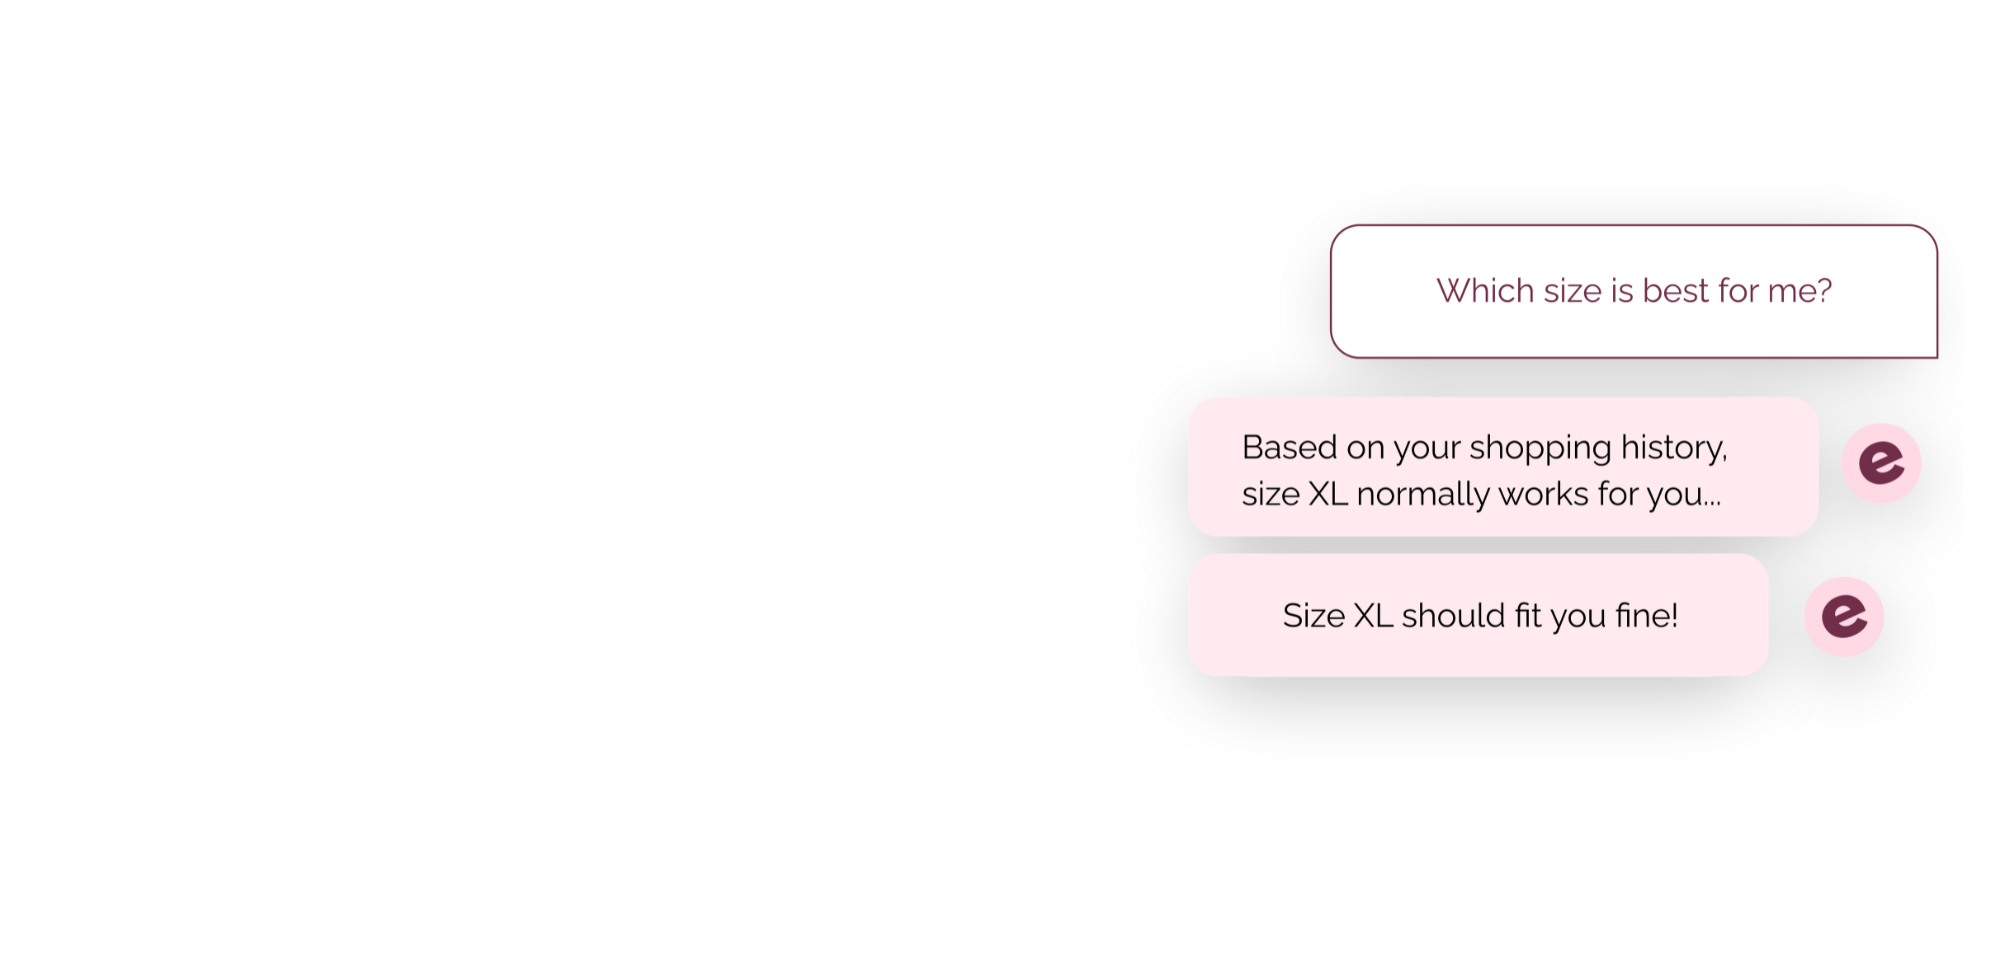 Which size is best for me?
Based on your shopping history,
size XL normally works for you...
e
Size XL should fit you fine!
e